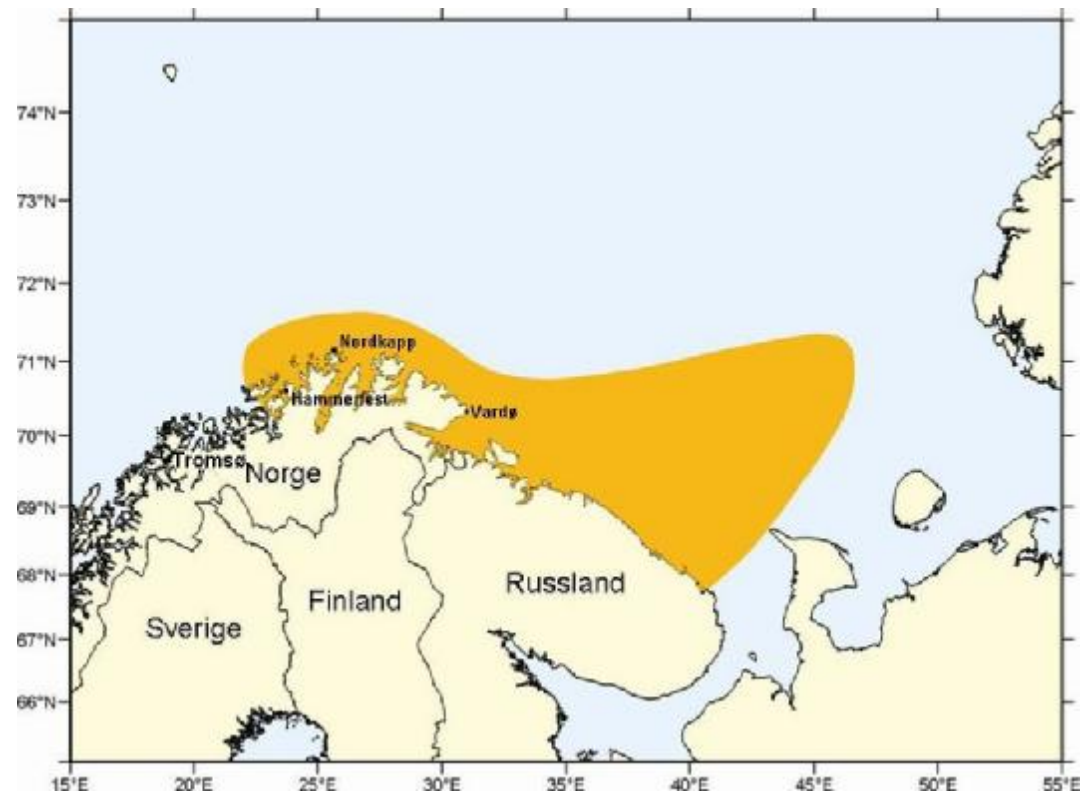 74°N
73°N
72°N
71°N
70°N
69°N
68°N
67°N
66°N
Nordkapp
Hammerfest
Vardø
Tromsø
Norge
Russland
Finland
Sverige
15°E 20°E 25°E 30°E 35°E 40°E 45°E 50°E 55°E